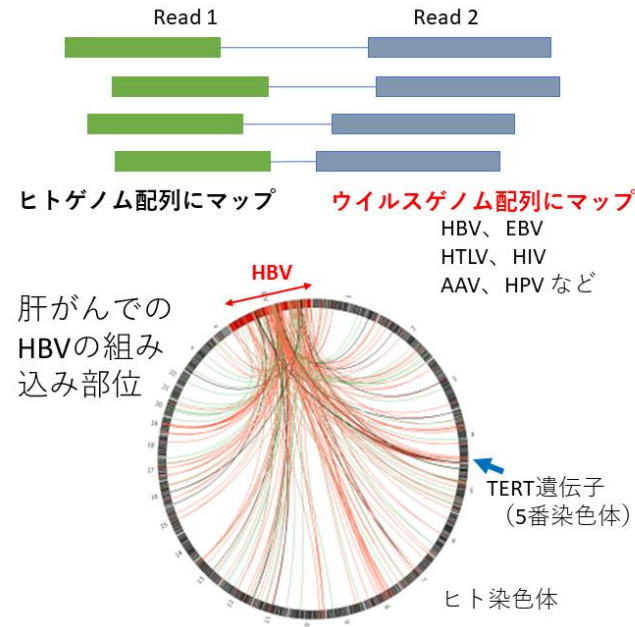 Read 1
Read 2
ヒトゲノム配列にマップ
ウイルスゲノム配列にマップ
HBV、EBV
HTLV、HIV
AAV、HPV など
HBV
肝がんでの
HBVの組み
込み部位
TERT遺伝子
（5番染色体）
ヒト染色体